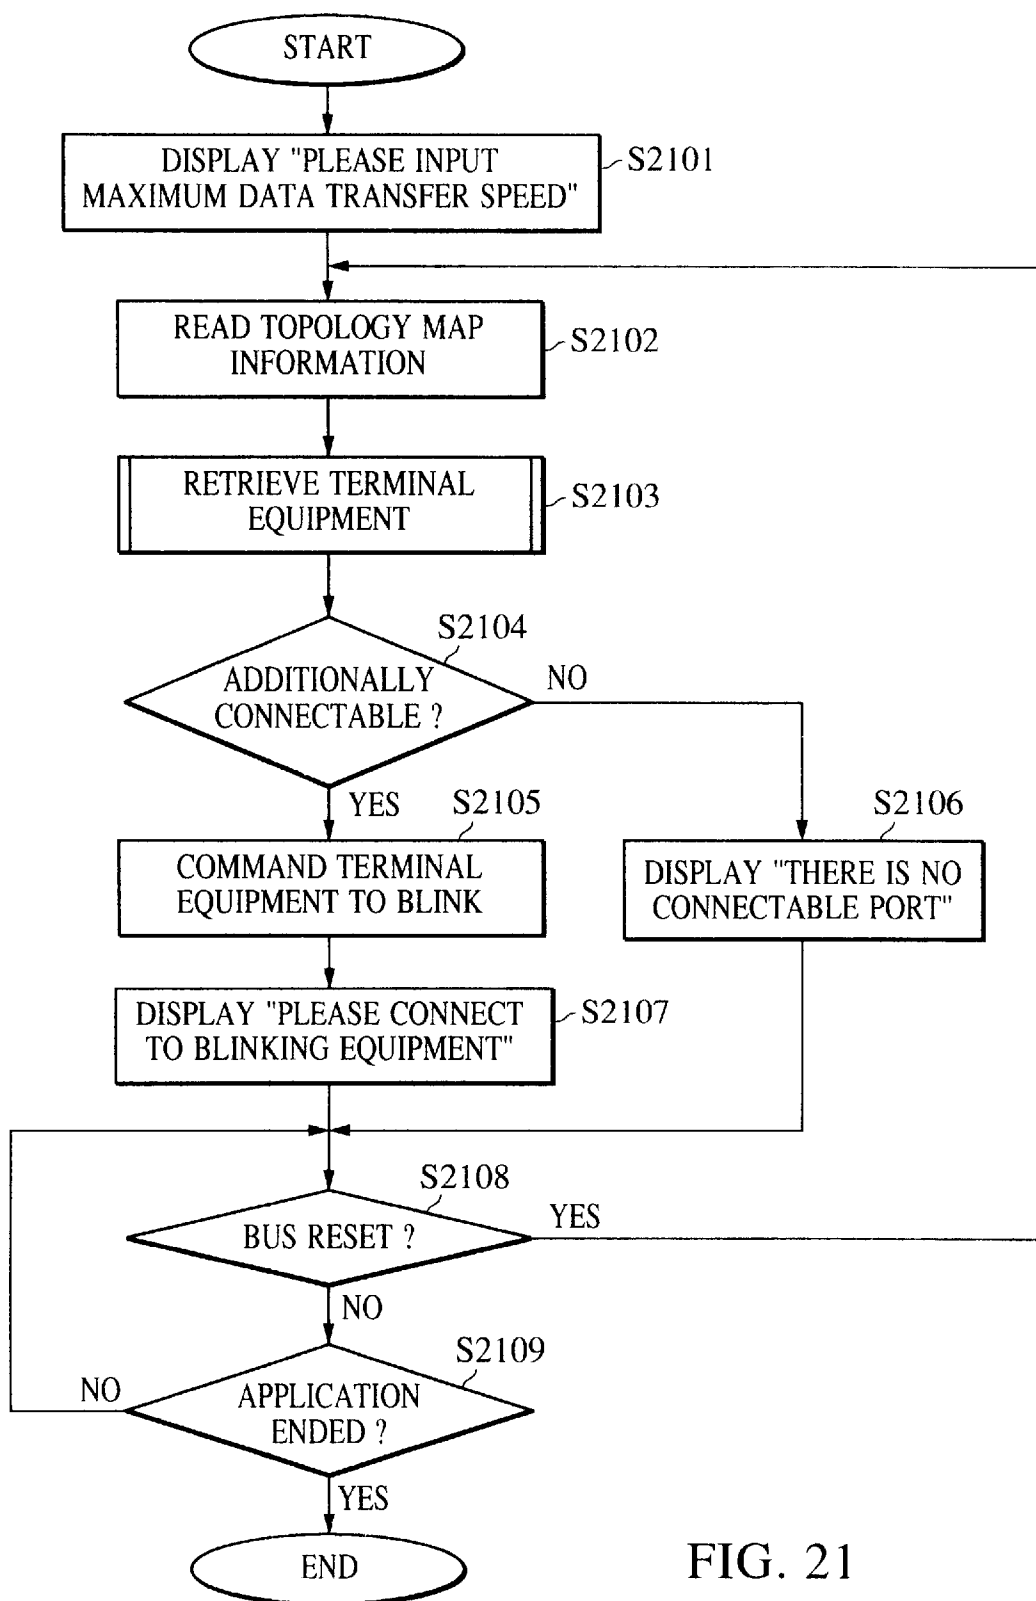 START
DISPLAY "PLEASE INPUT
MAXIMUM DATA TRANSFER SPEED"
S2101
READ TOPOLOGY MAP
INFORMATION
S2102
RETRIEVE TERMINAL
EQUIPMENT
S2103
S2104
ADDITIONALLY
CONNECTABLE ?
NO
YES
S2105
COMMAND TERMINAL
EQUIPMENT TO BLINK
S2106
DISPLAY "THERE IS NO
CONNECTABLE PORT"
DISPLAY "PLEASE CONNECT
TO BLINKING EQUIPMENT"
S2107
S2108
BUS RESET ?
YES
NO
S2109
APPLICATION
ENDED ?
NO
YES
END
FIG. 21